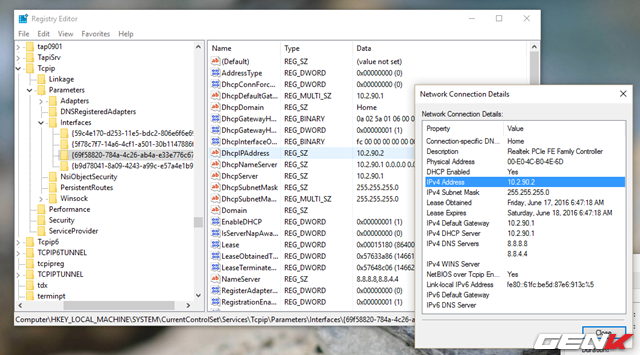 Registry Editor
File Edit View Favorites Help
tap0901
TapiSrv
Tcpip
Linkage
Parameters
Adapters
DNSRegisteredAdapters
Interfaces
{59c4e170-d253-11e5-bdc2-806e6f6e69
{5f78c7f7-14a6-4cf1-a501-30b1147886f
{69f58820-784a-4c26-ab4a-e33e776c67
{b9d78041-8a09-4243-a99c-e57a4e1b9
NsiObjectSecurity
PersistentRoutes
Winsock
Performance
Security
ServiceProvider
Tcpip6
TCPIP6TUNNEL
tcpipreg
TCPIPTUNNEL
tdx
terminpt
Name Type Data
(Default) REG_SZ (value not set)
AddressType REG_DWORD 0x00000000 (0)
DhcpConnForce... REG_DWORD 0x00000000 (0)
DhcpDefaultGat... REG_MULTI_SZ 10.2.90.1
DhcpDomain REG_SZ Home
DhcpGatewayH... REG_BINARY 0a 02 5a 01 06 00 00
DhcpGatewayH... REG_DWORD 0x00000001 (1)
DhcpInterfaceO... REG_BINARY fc 00 00 00 00 00 00
DhcpIPAddress REG_SZ 10.2.90.2
DhcpNameServer REG_SZ 10.2.90.1 0.0.0.0 0.0
DhcpServer REG_SZ 10.2.90.1
DhcpSubnetMask REG_SZ 255.255.255.0
DhcpSubnetMas... REG_MULTI_SZ 255.255.255.0
Domain REG_SZ
EnableDHCP REG_DWORD 0x00000001 (1)
IsServerNapAwa... REG_DWORD 0x00000000 (0)
Lease REG_DWORD 0x00015180 (86400
LeaseObtainedT... REG_DWORD 0x57633a86 (14661
LeaseTerminate... REG_DWORD 0x57648c06 (14662
NameServer REG_SZ 8.8.8.8,8.8.4.4
RegisterAdapter... REG_DWORD 0x00000000 (0)
RegistrationEna... REG_DWORD 0x00000001 (1)
Computer\HKEY_LOCAL_MACHINE\SYSTEM\CurrentControlSet\Services\Tcpip\Parameters\Interfaces\{69f58820-784a-4c26-ab4a-e33e
Network Connection Details
Network Connection Details:
Property Value
Connection-specific DN... Home
Description Realtek PCIe FE Family Controller
Physical Address 00-E0-4C-B0-4E-6D
DHCP Enabled Yes
IPv4 Address 10.2.90.2
IPv4 Subnet Mask 255.255.255.0
Lease Obtained Friday, June 17, 2016 6:47:18 AM
Lease Expires Saturday, June 18, 2016 6:47:18 AM
IPv4 Default Gateway 10.2.90.1
IPv4 DHCP Server 10.2.90.1
IPv4 DNS Servers 8.8.8.8
8.8.4.4
IPv4 WINS Server
NetBIOS over Tcpip En... Yes
Link-local IPv6 Address fe80::61fc:be5d:87e6:913c%5
IPv6 Default Gateway
IPv6 DNS Server
Close
GENK